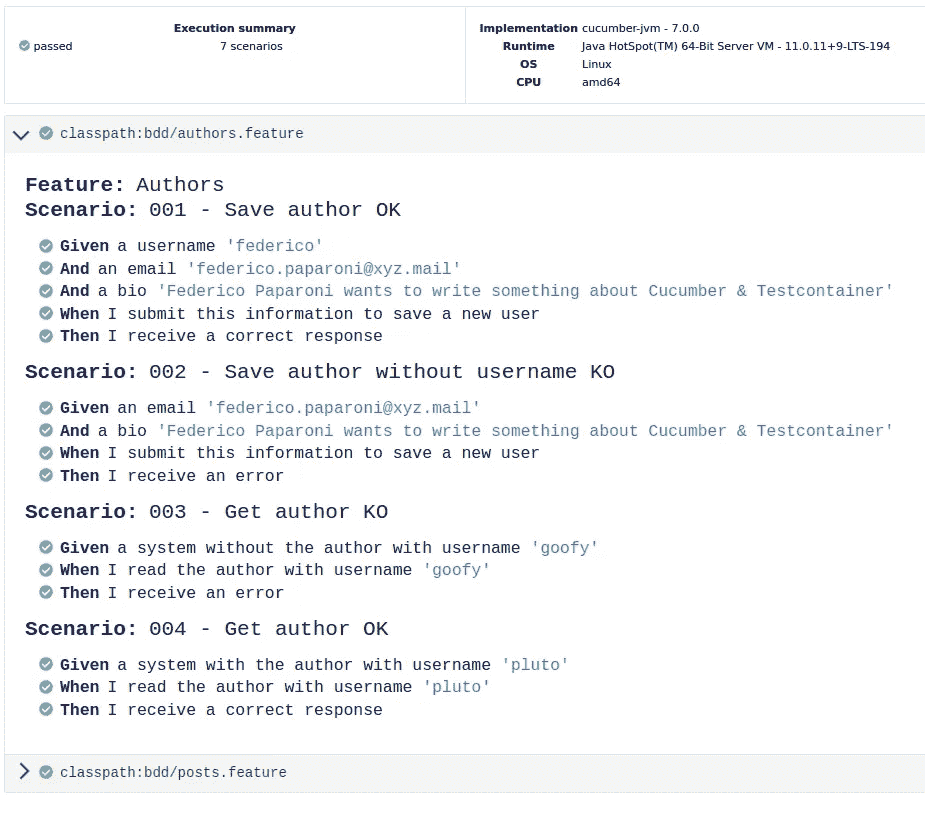 Execution summary
passed 7 scenarios
Implementation cucumber-jvm - 7.0.0
Runtime Java HotSpot(TM) 64-Bit Server VM - 11.0.11+9-LTS-194
OS Linux
CPU amd64
classpath:bdd/authors.feature
Feature: Authors
Scenario: 001 - Save author OK
Given a username 'federico'
And an email 'federico.paparoni@xyz.mail'
And a bio 'Federico Paparoni wants to write something about Cucumber & Testcontainer'
When I submit this information to save a new user
Then I receive a correct response
Scenario: 002 - Save author without username KO
Given an email 'federico.paparoni@xyz.mail'
And a bio 'Federico Paparoni wants to write something about Cucumber & Testcontainer'
When I submit this information to save a new user
Then I receive an error
Scenario: 003 - Get author KO
Given a system without the author with username 'goofy'
When I read the author with username 'goofy'
Then I receive an error
Scenario: 004 - Get author OK
Given a system with the author with username 'pluto'
When I read the author with username 'pluto'
Then I receive a correct response
classpath:bdd/posts.feature